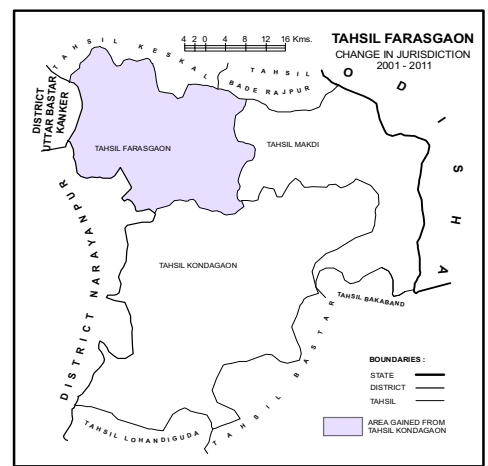 TAHSIL FARASGAON
CHANGE IN JURISDICTION
2001 - 2011
4 2 0 4 8 12 16 Kms.
TAHSIL KESKAL
TAHSIL
BADE RAJPUR
ODISHA
DISTRICT
UTTAR BASTAR
KANKER
TAHSIL FARASGAON
TAHSIL MAKDI
DISTRICT NARAYANPUR
TAHSIL KONDAGAON
TAHSIL BAKABAND
TAHSIL BASTAR
TAHSIL LOHANDIGUDA
BOUNDARIES :
STATE
DISTRICT
TAHSIL
AREA GAINED FROM
TAHSIL KONDAGAON